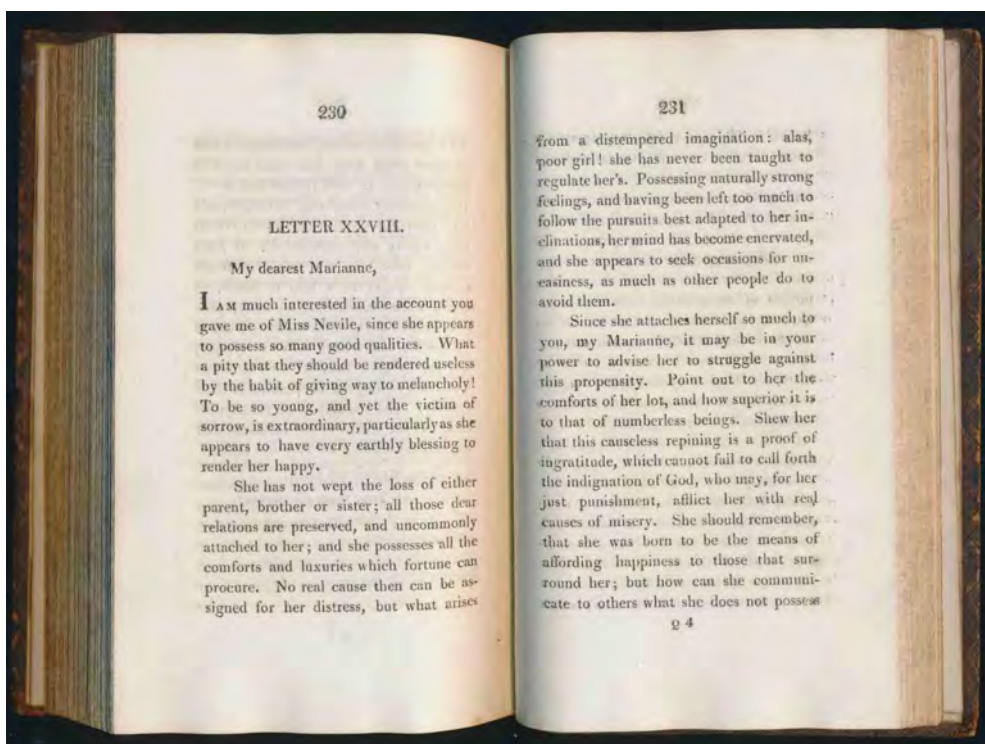 230
LETTER XXVIII.
My dearest Marianne,
I AM much interested in the account you
gave me of Miss Nevile, since she appears
to possess so many good qualities. What
a pity that they should be rendered useless
by the habit of giving way to melancholy!
To be so young, and yet the victim of
sorrow, is extraordinary, particularly as she
appears to have every earthly blessing to
render her happy.
She has not wept the loss of either
parent, brother or sister; all those dear
relations are preserved, and uncommonly
attached to her; and she possesses all the
comforts and luxuries which fortune can
procure. No real cause then can be as-
signed for her distress, but what arises
231
from a distempered imagination: alas,
poor girl! she has never been taught to
regulate her's. Possessing naturally strong
feelings, and having been left too much to
follow the pursuits best adapted to her in-
clinations, her mind has become enervated,
and she appears to seek occasions for un-
easiness, as much as other people do to
avoid them.
Since she attaches herself so much to
you, my Marianne, it may be in your
power to advise her to struggle against
this propensity. Point out to her the
comforts of her lot, and how superior it is
to that of numberless beings. Shew her
that this causeless repining is a proof of
ingratitude, which cannot fail to call forth
the indignation of God, who may, for her
just punishment, afflict her with real
causes of misery. She should remember,
that she was born to be the means of
affording happiness to those that sur-
round her; but how can she communi-
cate to others what she does not possess
Q 4